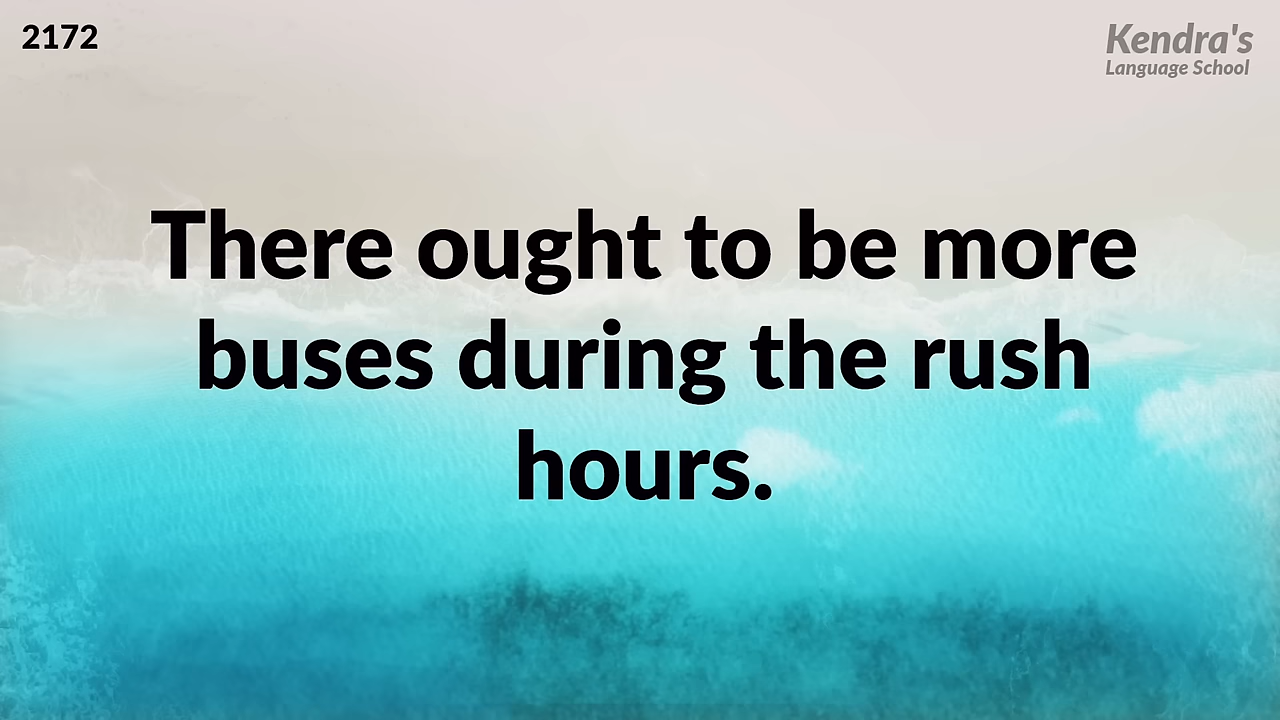 2172
Kendra's
Language School
There ought to be more
buses during the rush
hours.